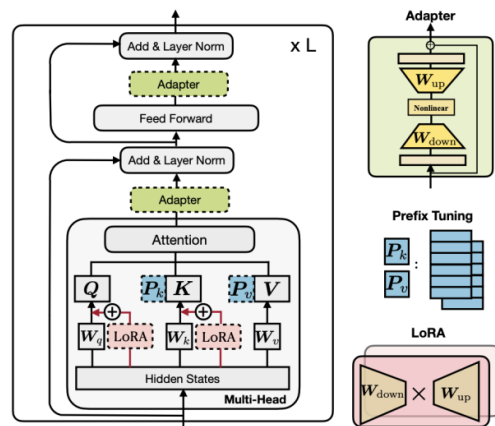 Add & Layer Norm
x L
Adapter
Feed Forward
Add & Layer Norm
Adapter
Attention
Q
P_k
K
P_v
V
+
+
W_q
LoRA
W_k
LoRA
W_v
Hidden States
Multi-Head
Adapter
+
W_up
Nonlinear
W_down
Prefix Tuning
P_k
:
P_v
LoRA
W_down × W_up